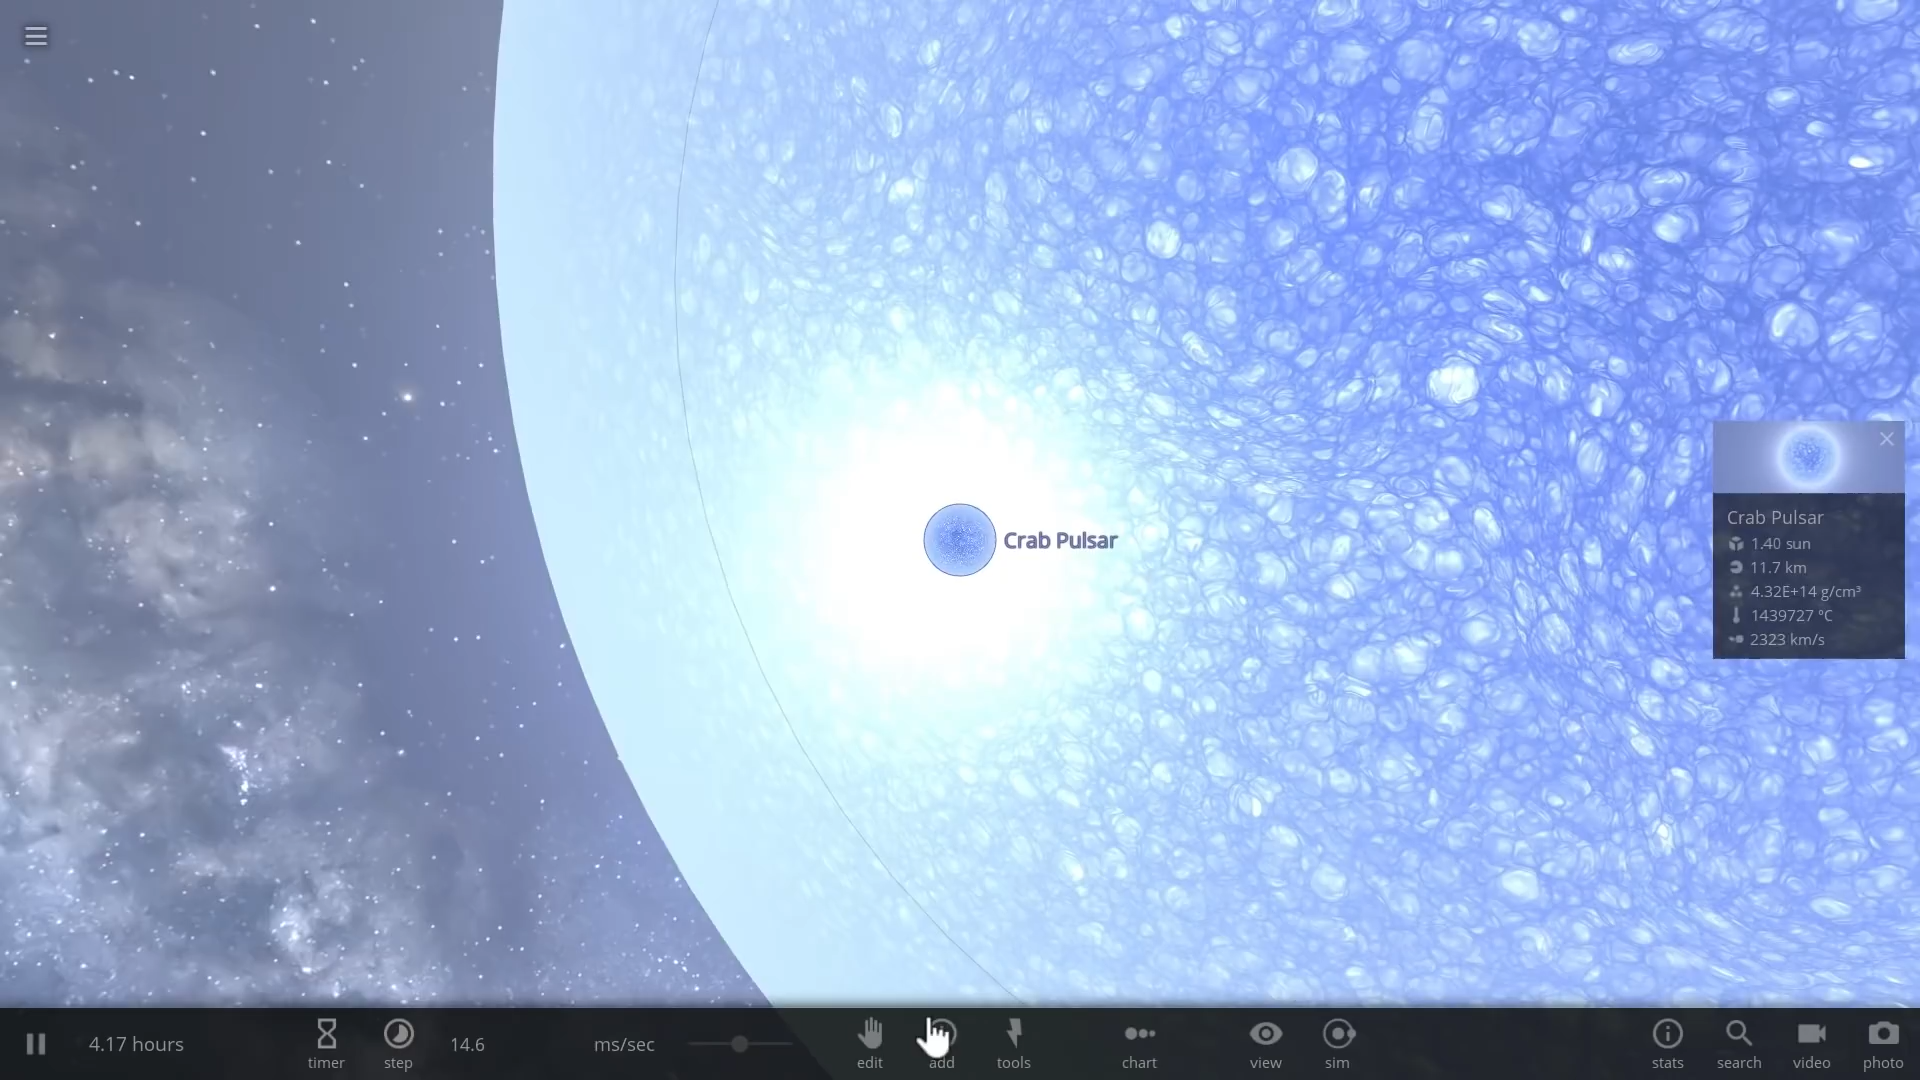 Crab Pulsar
Crab Pulsar
1.40 sun
11.7 km
4.32E+14 g/cm³
1439727 °C
2323 km/s
4.17 hours
timer
step
14.6
ms/sec
edit
add
tools
chart
view
sim
stats
search
video
photo